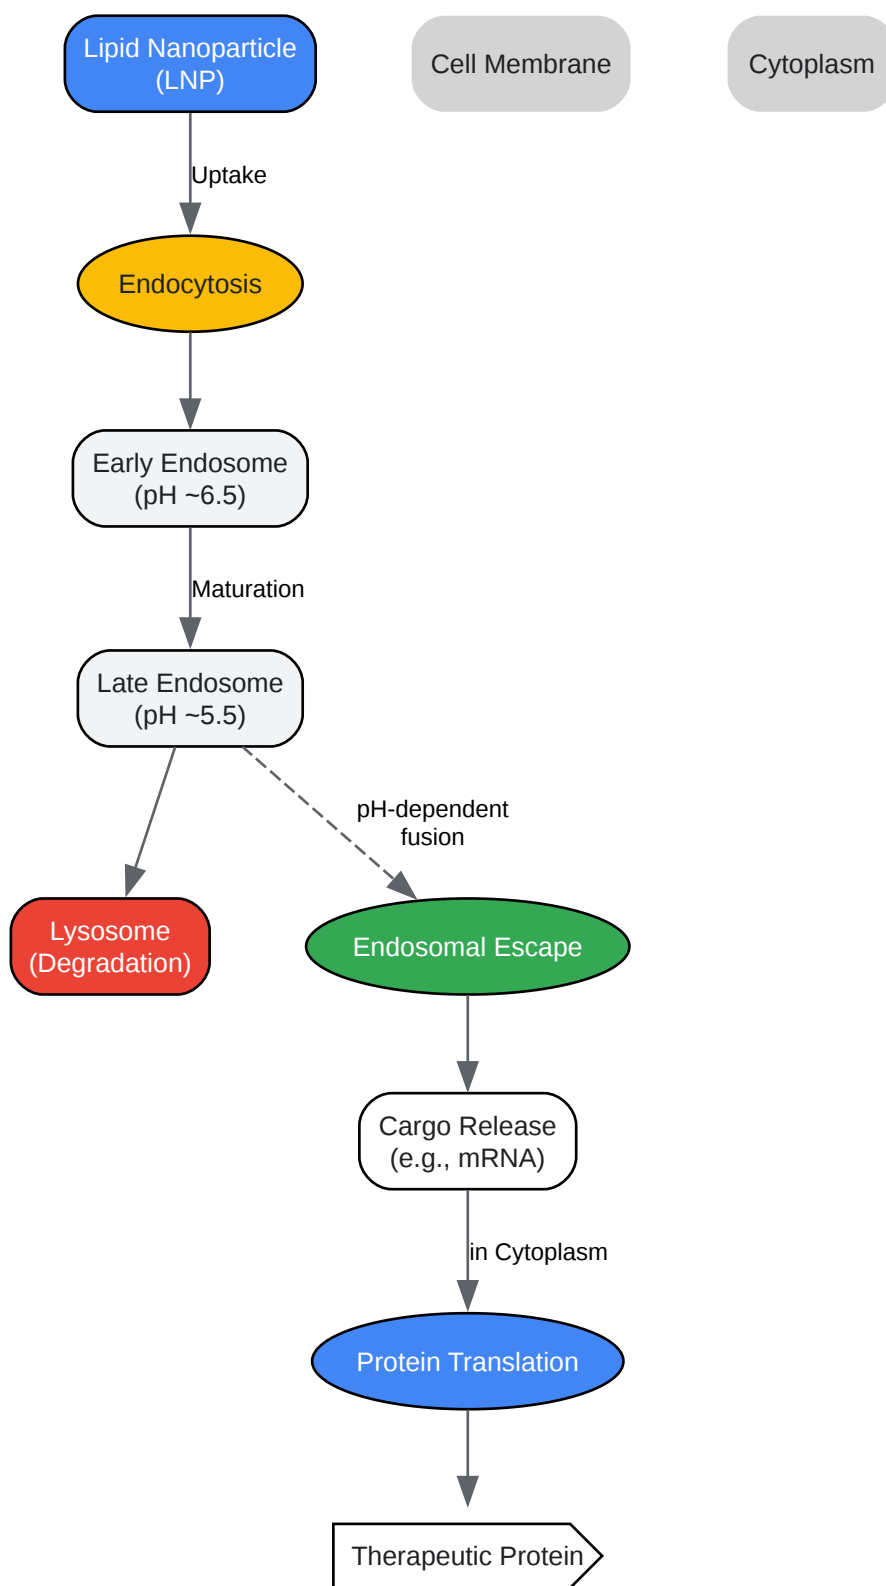 Lipid Nanoparticle
(LNP)
Cell Membrane
Cytoplasm
Uptake
Endocytosis
Early Endosome
(pH ~6.5)
Maturation
Late Endosome
(pH ~5.5)
pH-dependent
fusion
Lysosome
(Degradation)
Endosomal Escape
Cargo Release
(e.g., mRNA)
in Cytoplasm
Protein Translation
Therapeutic Protein